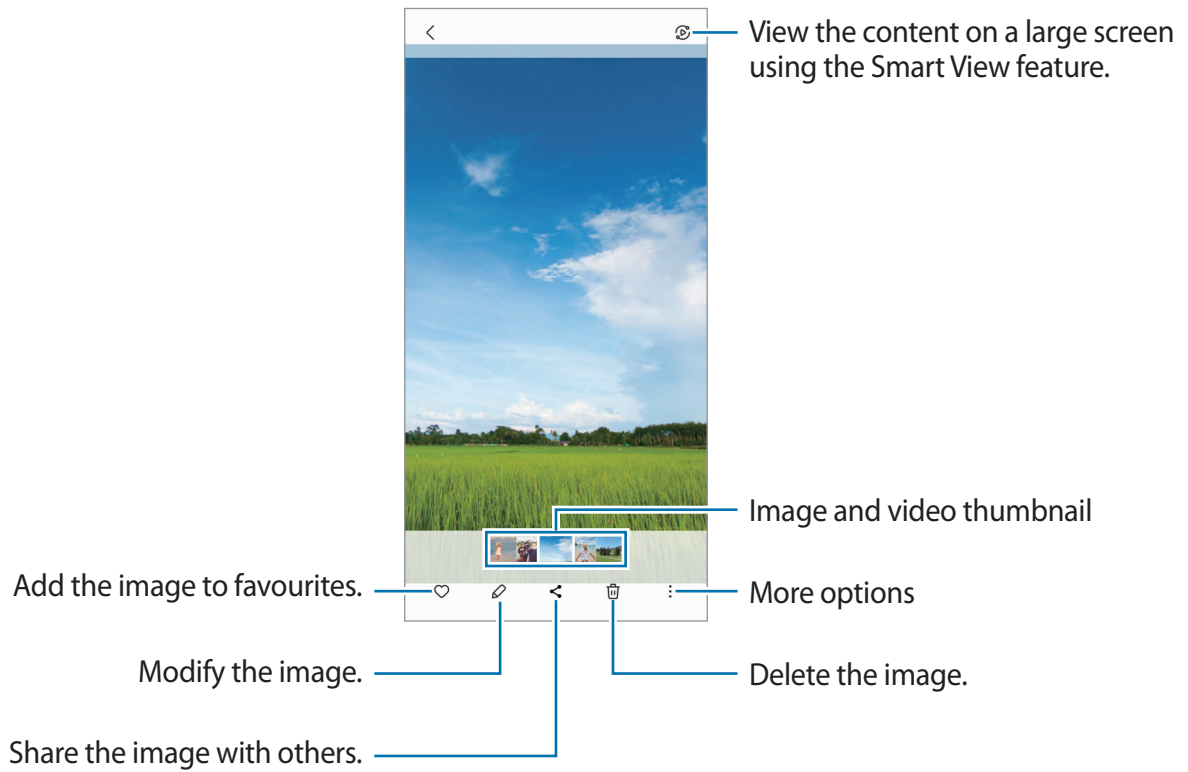 View the content on a large screen
using the Smart View feature.
Image and video thumbnail
Add the image to favourites.
More options
Modify the image.
Delete the image.
Share the image with others.